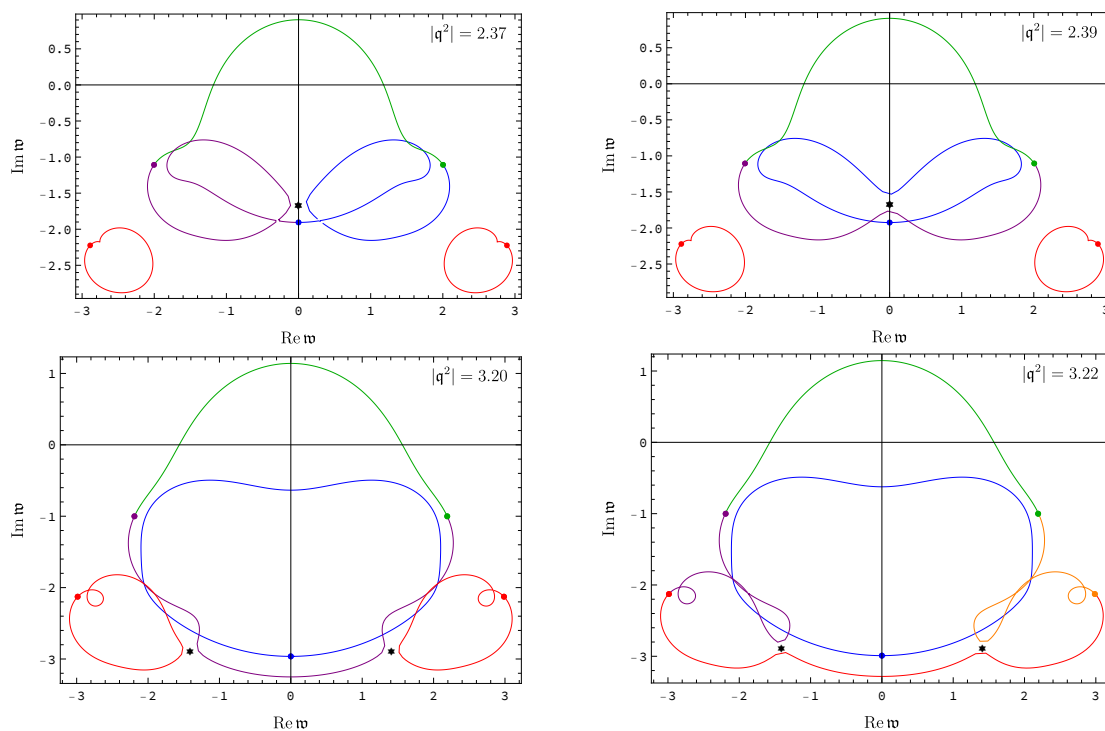 |𝔮²| = 2.37
0.5
0.0
−0.5
−1.0
−1.5
−2.0
−2.5
Im 𝔴
−3 −2 −1 0 1 2 3
Re 𝔴
|𝔮²| = 2.39
0.5
0.0
−0.5
−1.0
−1.5
−2.0
−2.5
Im 𝔴
−3 −2 −1 0 1 2 3
Re 𝔴
|𝔮²| = 3.20
1
0
−1
−2
−3
Im 𝔴
−3 −2 −1 0 1 2 3
Re 𝔴
|𝔮²| = 3.22
1
0
−1
−2
−3
Im 𝔴
−3 −2 −1 0 1 2 3
Re 𝔴